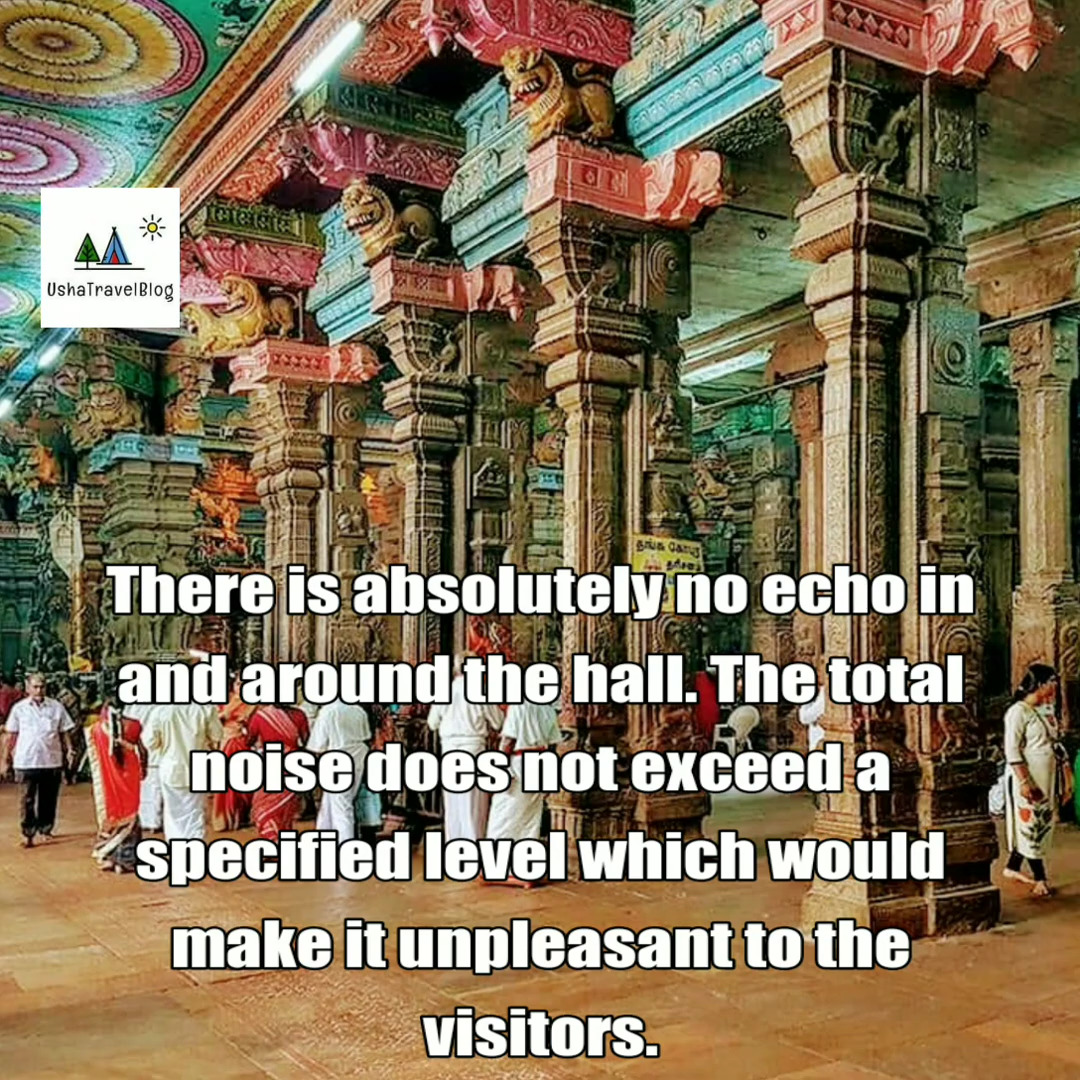 UshaTravelBlog
தங்க கோபுர
There is absolutely no echo in
and around the hall. The total
noise does not exceed a
specified level which would
make it unpleasant to the
visitors.